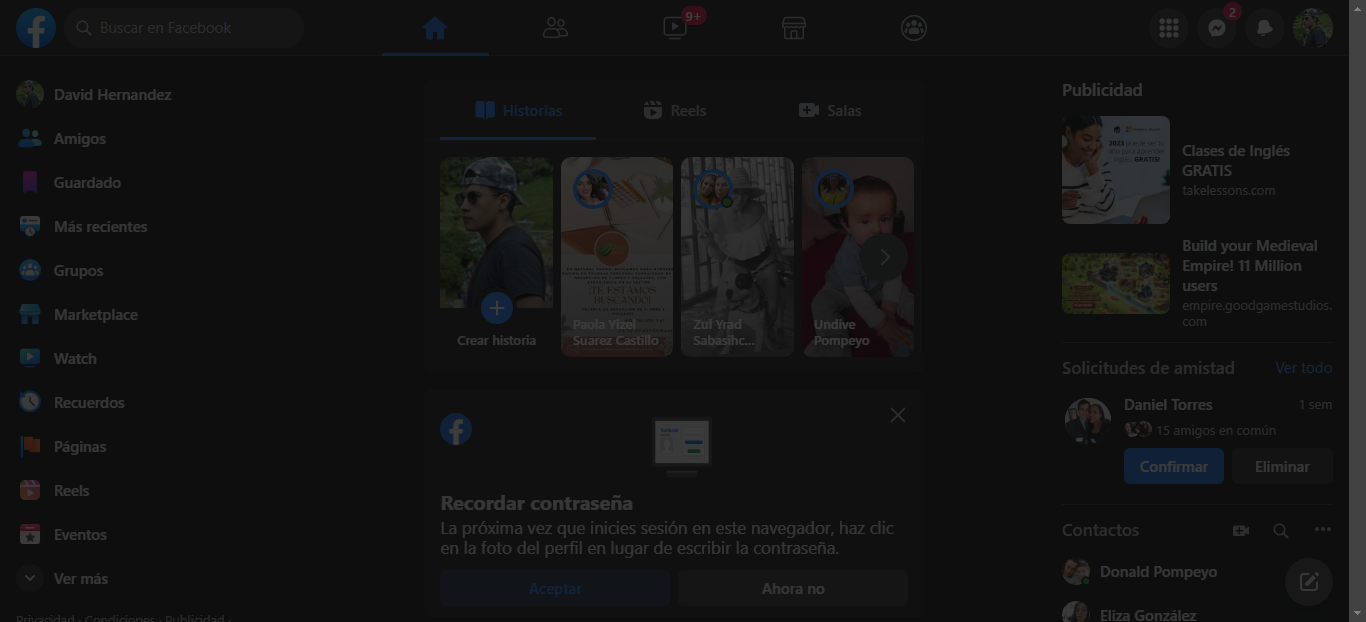 Buscar en Facebook
9+
2
David Hernandez
Amigos
Guardado
Más recientes
Grupos
Marketplace
Watch
Recuerdos
Páginas
Reels
Eventos
Ver más
Privacidad · Condiciones · Publicidad ·
Historias
Reels
Salas
Crear historia
¡TE ESTAMOS
BUSCANDO!
Paola Yizel
Suarez Castillo
Zul Yrad
Sabasihc...
Undive
Pompeyo
Recordar contraseña
La próxima vez que inicies sesión en este navegador, haz clic
en la foto del perfil en lugar de escribir la contraseña.
Aceptar
Ahora no
Publicidad
Clases de Inglés
GRATIS
takelessons.com
Build your Medieval
Empire! 11 Million
users
empire.goodgamestudios.
com
Solicitudes de amistad
Ver todo
Daniel Torres
1 sem
15 amigos en común
Confirmar
Eliminar
Contactos
Donald Pompeyo
Eliza González